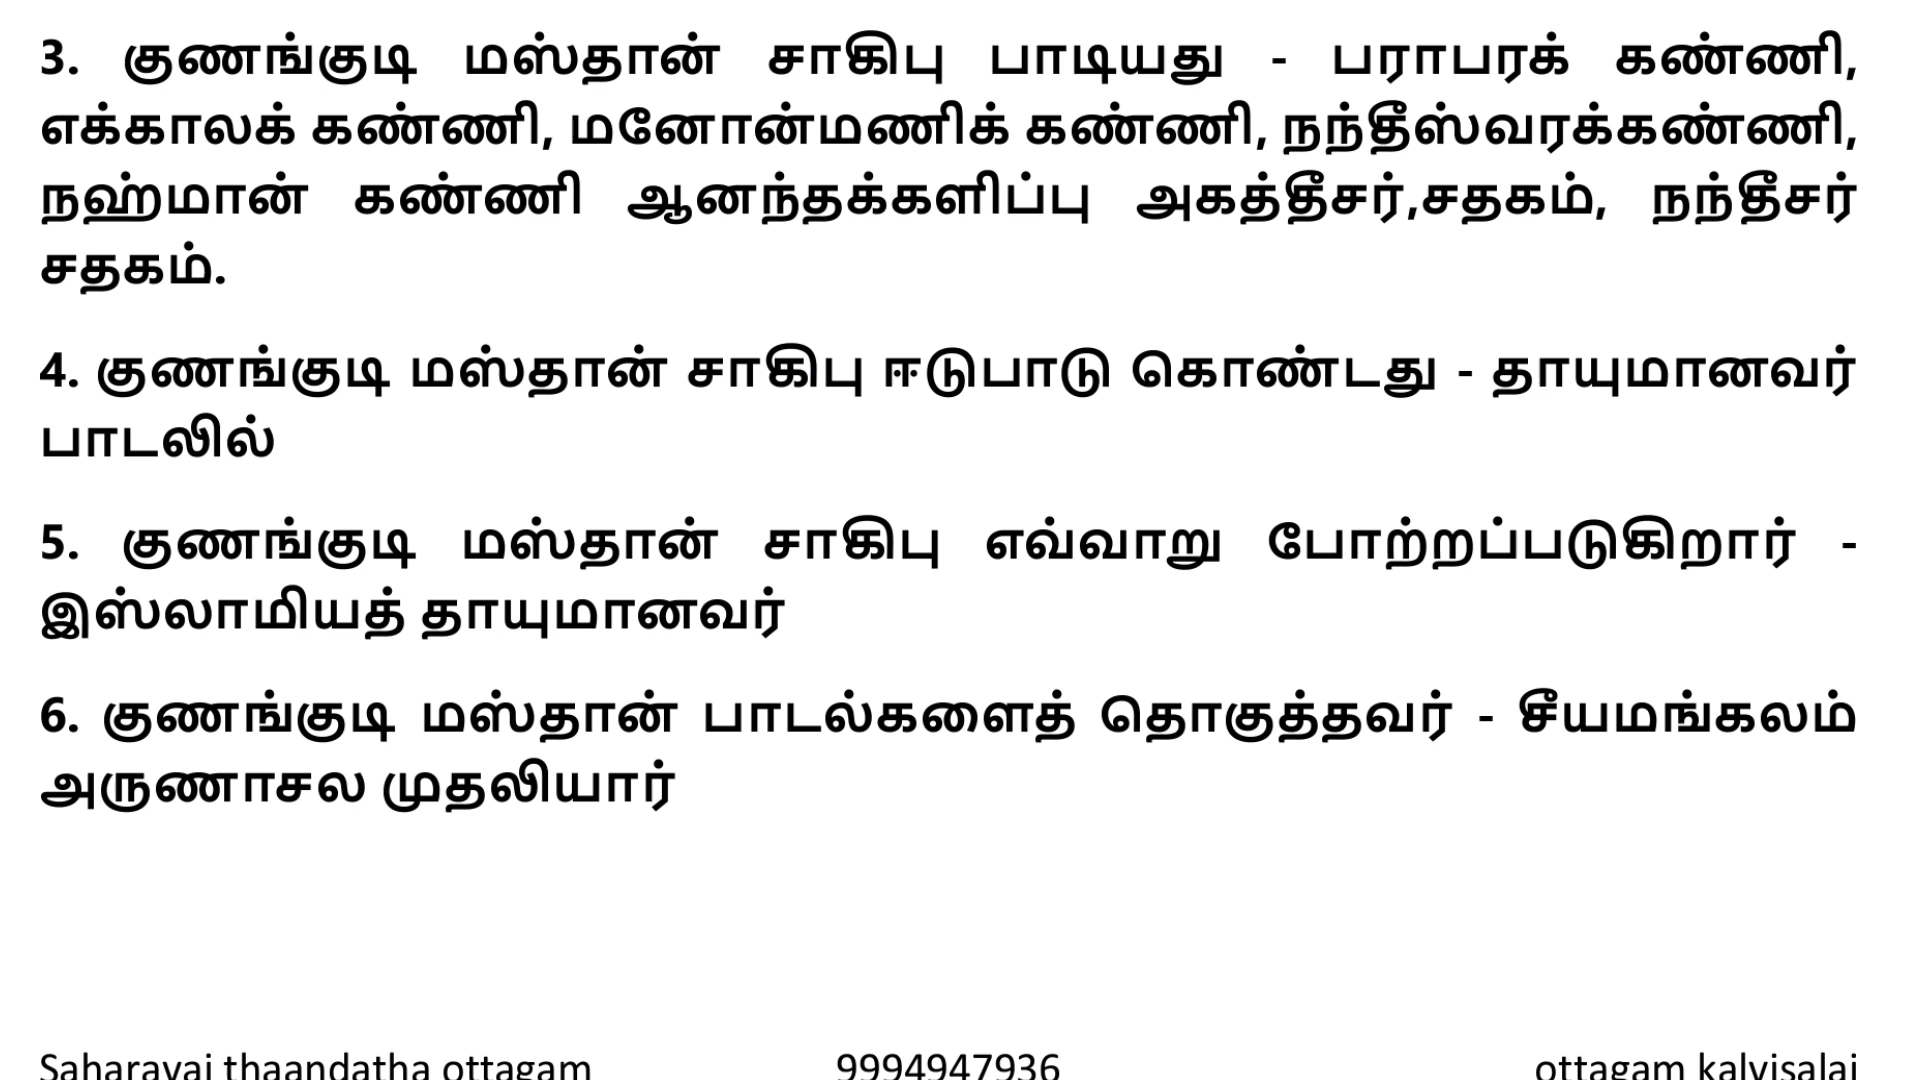 3. குணங்குடி மஸ்தான் சாகிபு பாடியது - பராபரக் கண்ணி,
எக்காலக் கண்ணி, மனோன்மணிக் கண்ணி, நந்தீஸ்வரக்கண்ணி,
நஹ்மான் கண்ணி ஆனந்தக்களிப்பு அகத்தீசர்,சதகம், நந்தீசர்
சதகம்.
4. குணங்குடி மஸ்தான் சாகிபு ஈடுபாடு கொண்டது - தாயுமானவர்
பாடலில்
5. குணங்குடி மஸ்தான் சாகிபு எவ்வாறு போற்றப்படுகிறார் -
இஸ்லாமியத் தாயுமானவர்
6. குணங்குடி மஸ்தான் பாடல்களைத் தொகுத்தவர் - சீயமங்கலம்
அருணாசல முதலியார்
Saharavai thaandatha ottagam 9994947936 ottagam kalvisalai